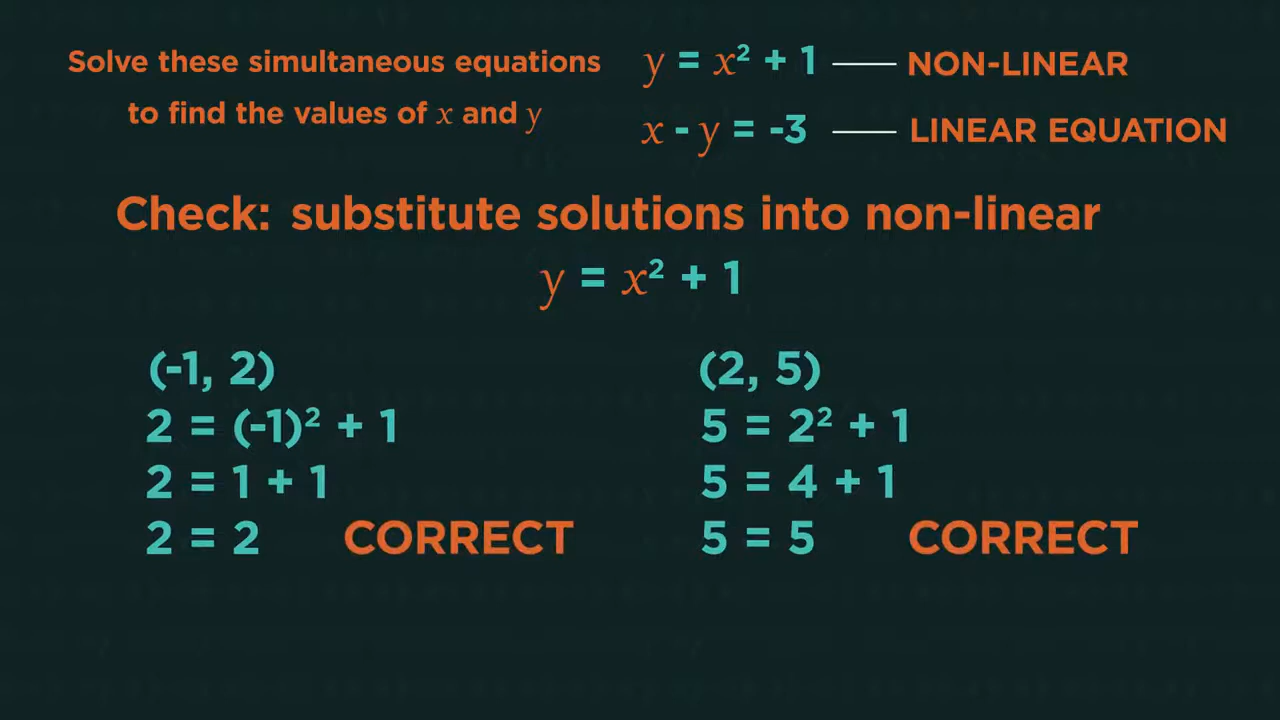 Solve these simultaneous equations
to find the values of x and y
y = x² + 1 NON-LINEAR
x - y = -3 LINEAR EQUATION
Check: substitute solutions into non-linear
y = x² + 1
(-1, 2)
2 = (-1)² + 1
2 = 1 + 1
2 = 2 CORRECT
(2, 5)
5 = 2² + 1
5 = 4 + 1
5 = 5 CORRECT